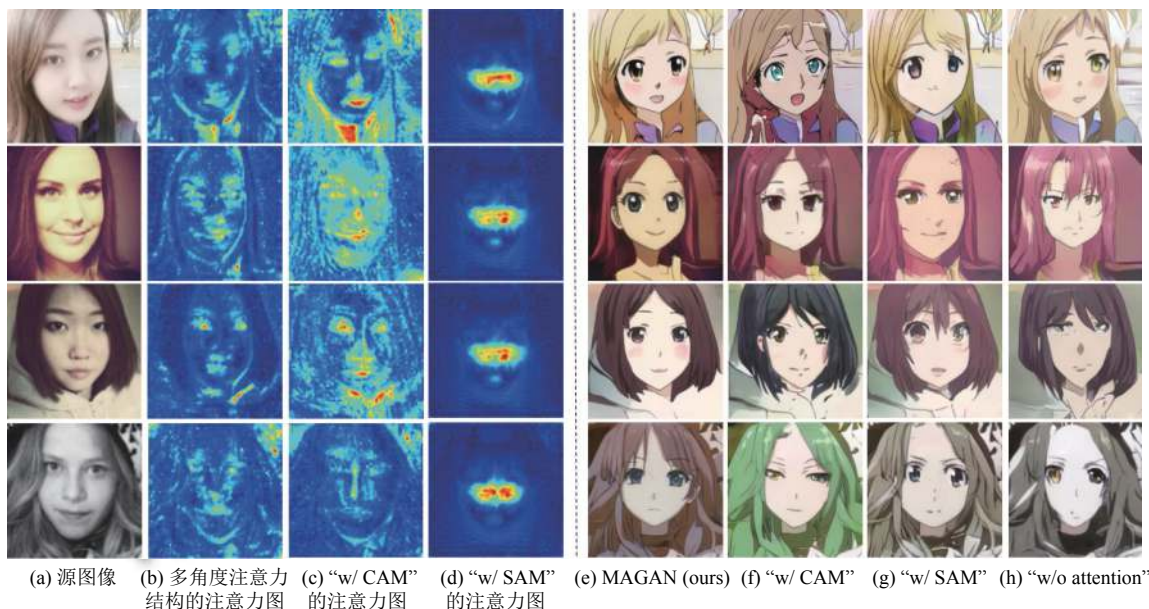 (a) 源图像 (b) 多角度注意力 (c) “w/ CAM” (d) “w/ SAM” (e) MAGAN (ours) (f) “w/ CAM” (g) “w/ SAM” (h) “w/o attention”
结构的注意力图 的注意力图 的注意力图